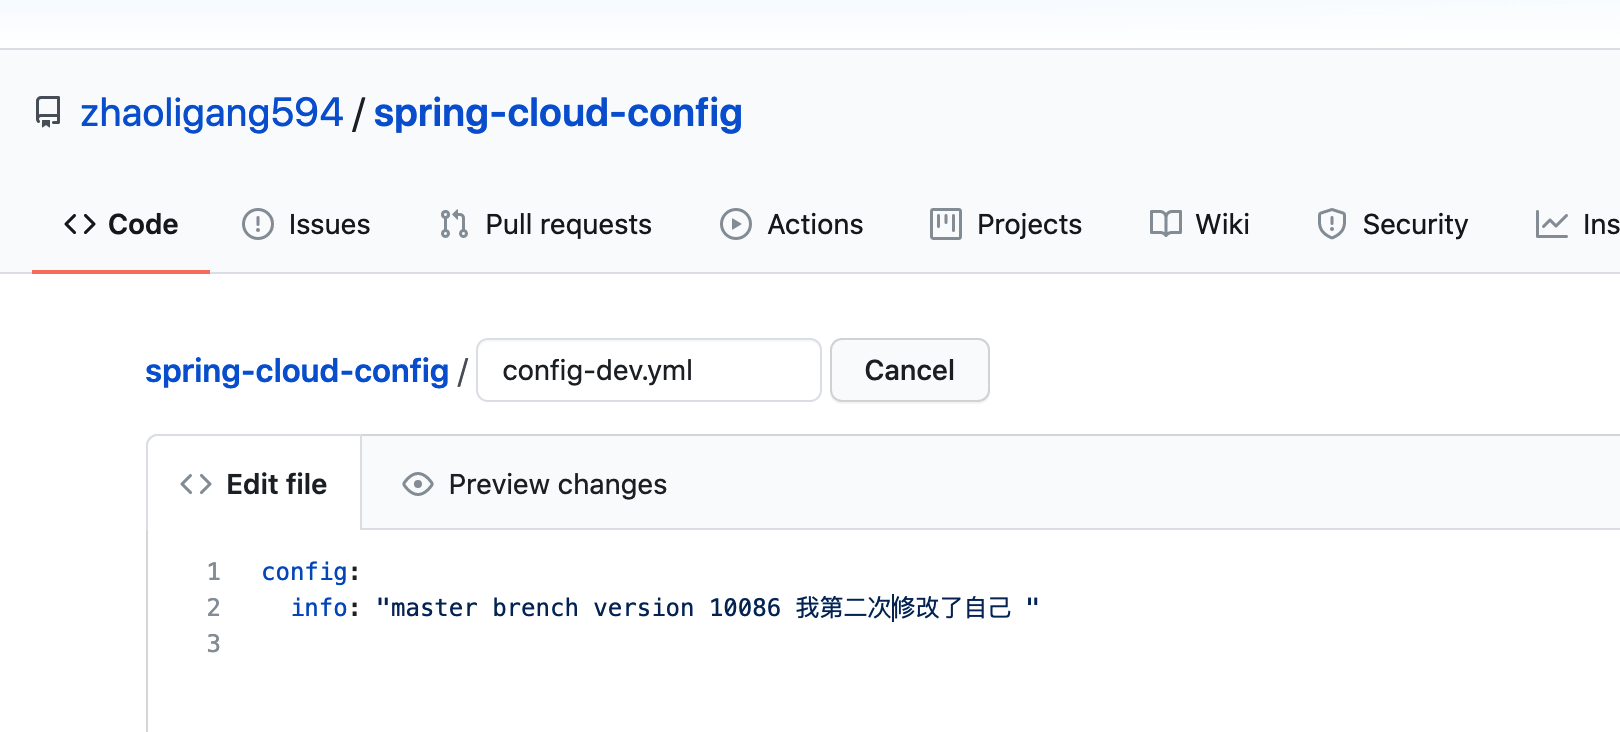 zhaoligang594 / spring-cloud-config
Code Issues Pull requests Actions Projects Wiki Security Ins
spring-cloud-config / config-dev.yml Cancel
Edit file Preview changes
1 config:
2 info: "master brench version 10086 我第二次修改了自己 "
3